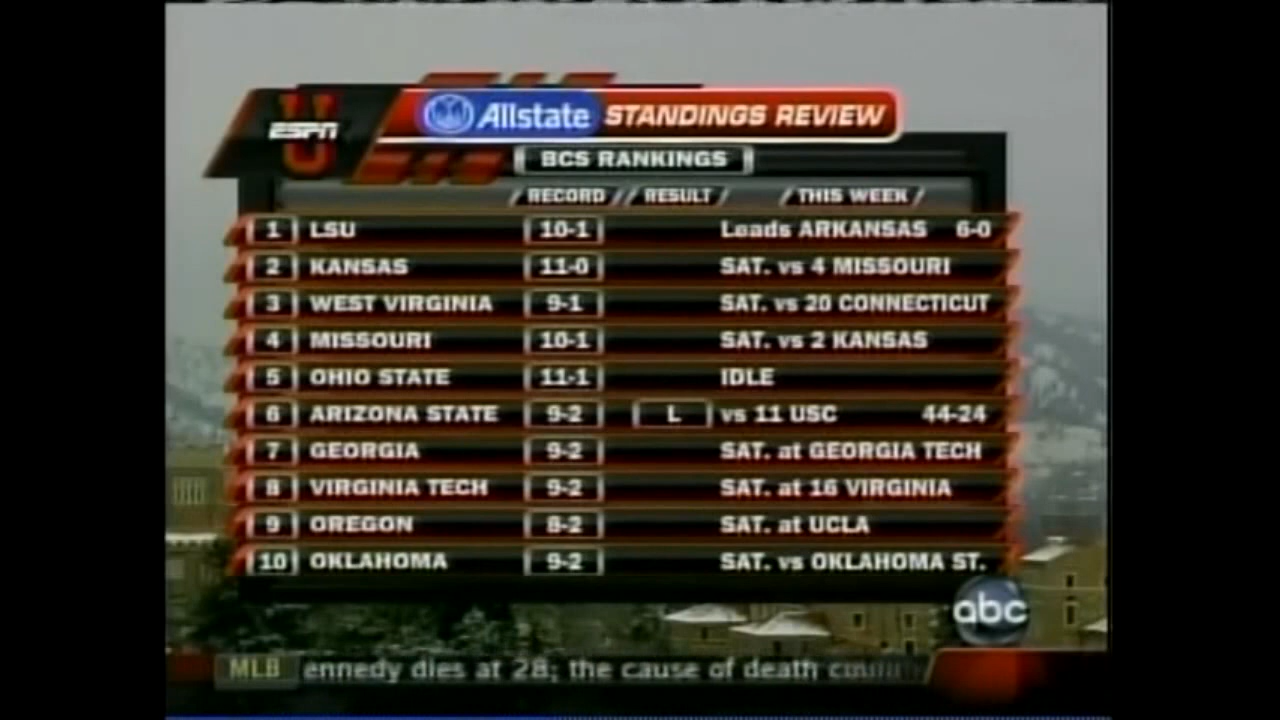 ESPN U Allstate STANDINGS REVIEW
BCS RANKINGS
RECORD RESULT THIS WEEK
1 LSU 10-1 Leads ARKANSAS 6-0
2 KANSAS 11-0 SAT. vs 4 MISSOURI
3 WEST VIRGINIA 9-1 SAT. vs 20 CONNECTICUT
4 MISSOURI 10-1 SAT. vs 2 KANSAS
5 OHIO STATE 11-1 IDLE
6 ARIZONA STATE 9-2 L vs 11 USC 44-24
7 GEORGIA 9-2 SAT. at GEORGIA TECH
8 VIRGINIA TECH 9-2 SAT. at 16 VIRGINIA
9 OREGON 8-2 SAT. at UCLA
10 OKLAHOMA 9-2 SAT. vs OKLAHOMA ST.
abc
MLB ennedy dies at 28; the cause of death